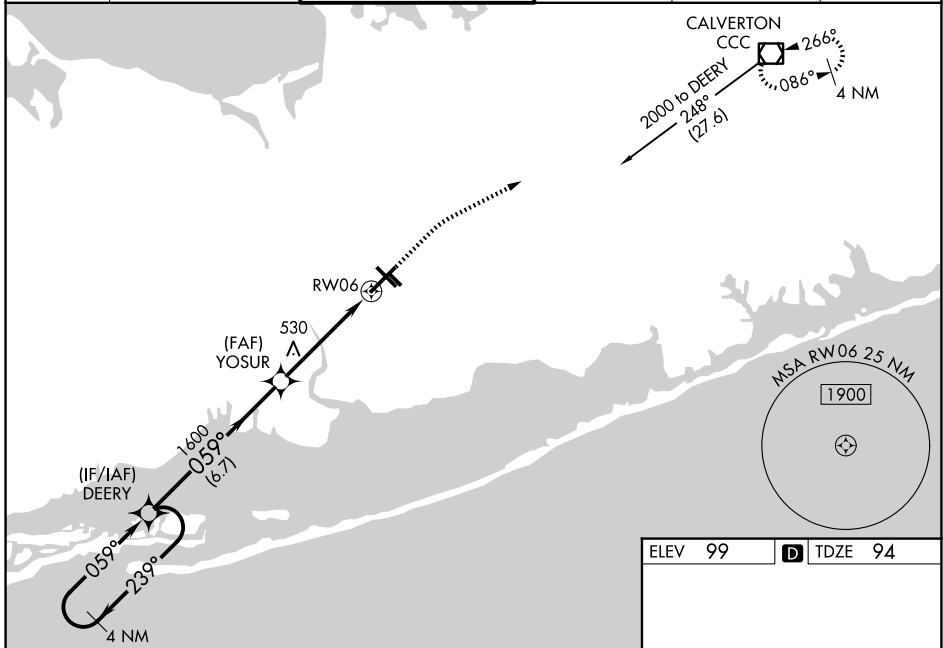 CALVERTON
CCC
266°
086°
4 NM
2000 to DEERY
248°
(27.6)
RW06
530
(FAF)
YOSUR
1600
059°
(6.7)
(IF/IAF)
DEERY
059°
239°
4 NM
MSA RW06 25 NM
1900
ELEV 99 D TDZE 94